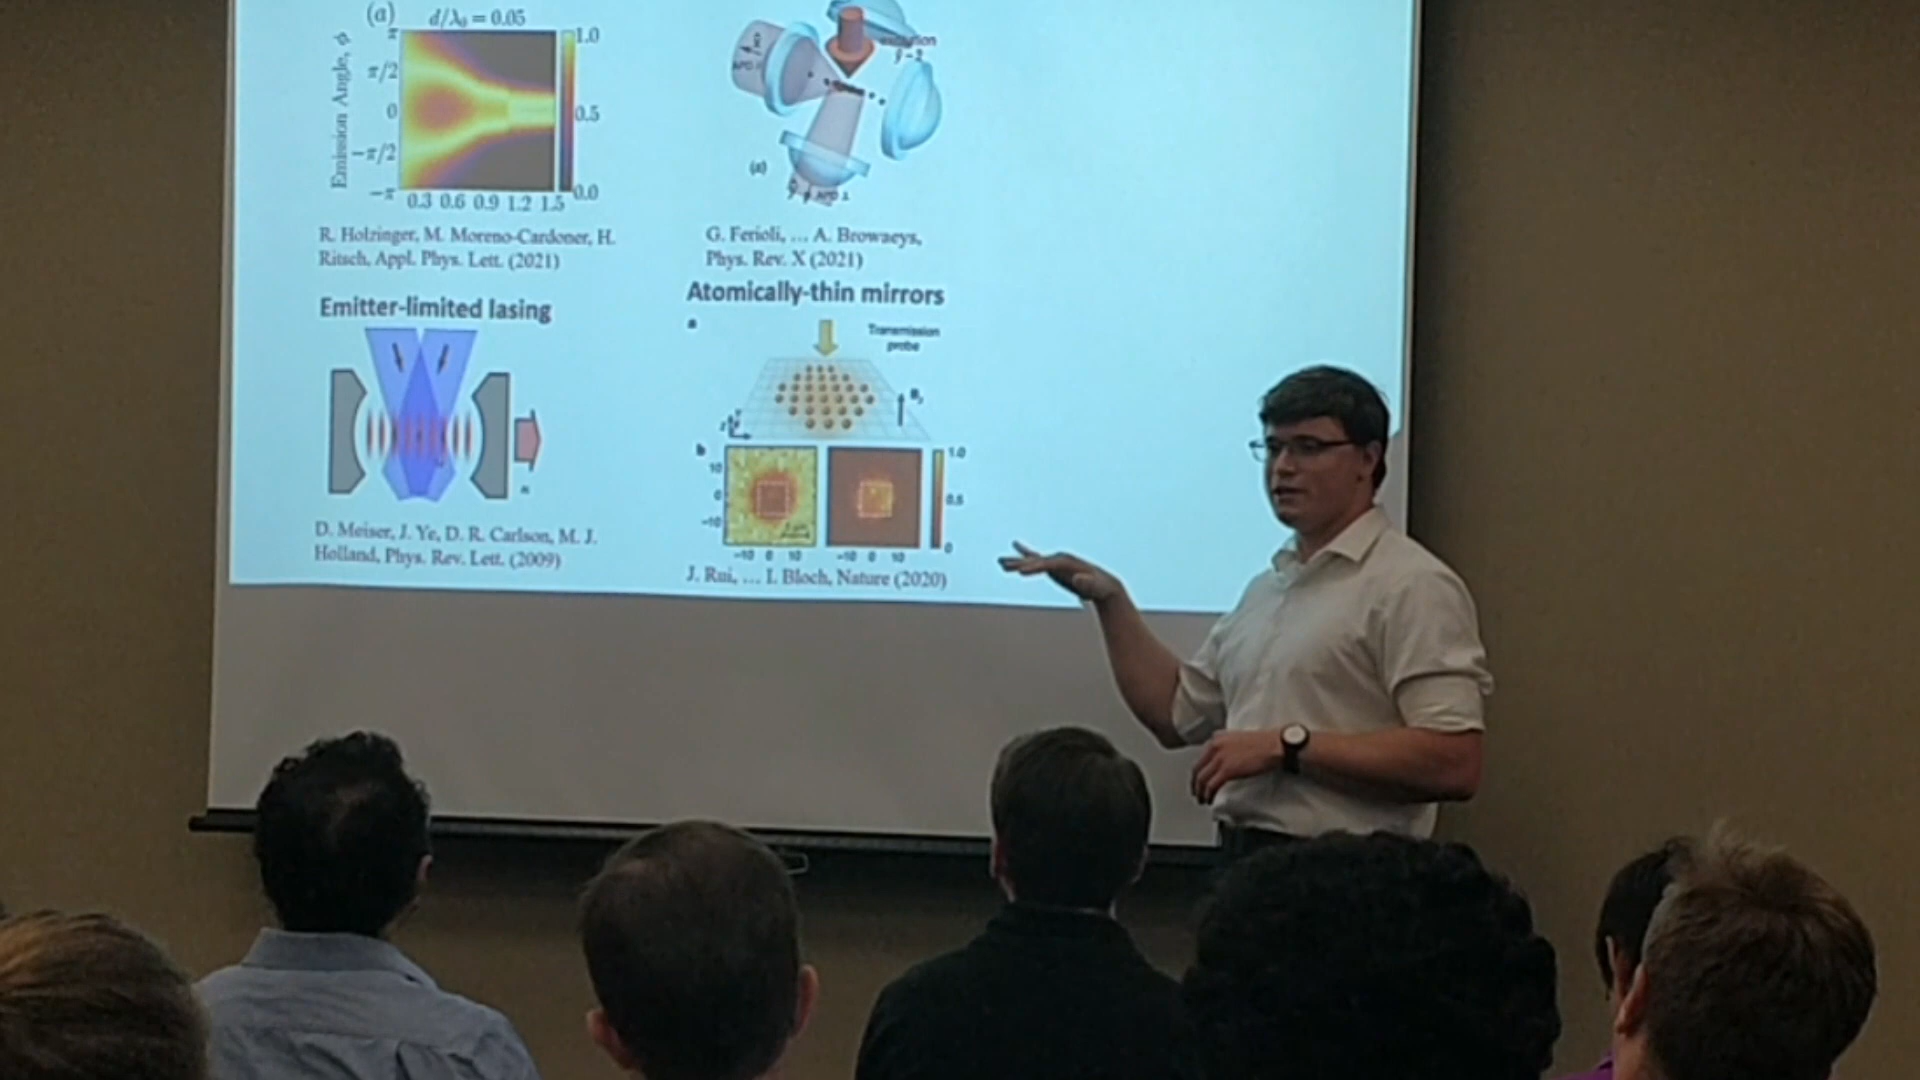 (a)
d/λ₀ = 0.05
Emission Angle, ϕ
π
π/2
0
−π/2
−π
0.3 0.6 0.9 1.2 1.5
1.0
0.5
0.0
R. Holzinger, M. Moreno-Cardoner, H.
Ritsch, Appl. Phys. Lett. (2021)
excitation
(a)
G. Ferioli, ... A. Browaeys,
Phys. Rev. X (2021)
Emitter-limited lasing
D. Meiser, J. Ye, D. R. Carlson, M. J.
Holland, Phys. Rev. Lett. (2009)
Atomically-thin mirrors
a
Transmission
probe
b
10
0
−10
−10 0 10
−10 0 10
1.0
0.5
0
J. Rui, ... I. Bloch, Nature (2020)